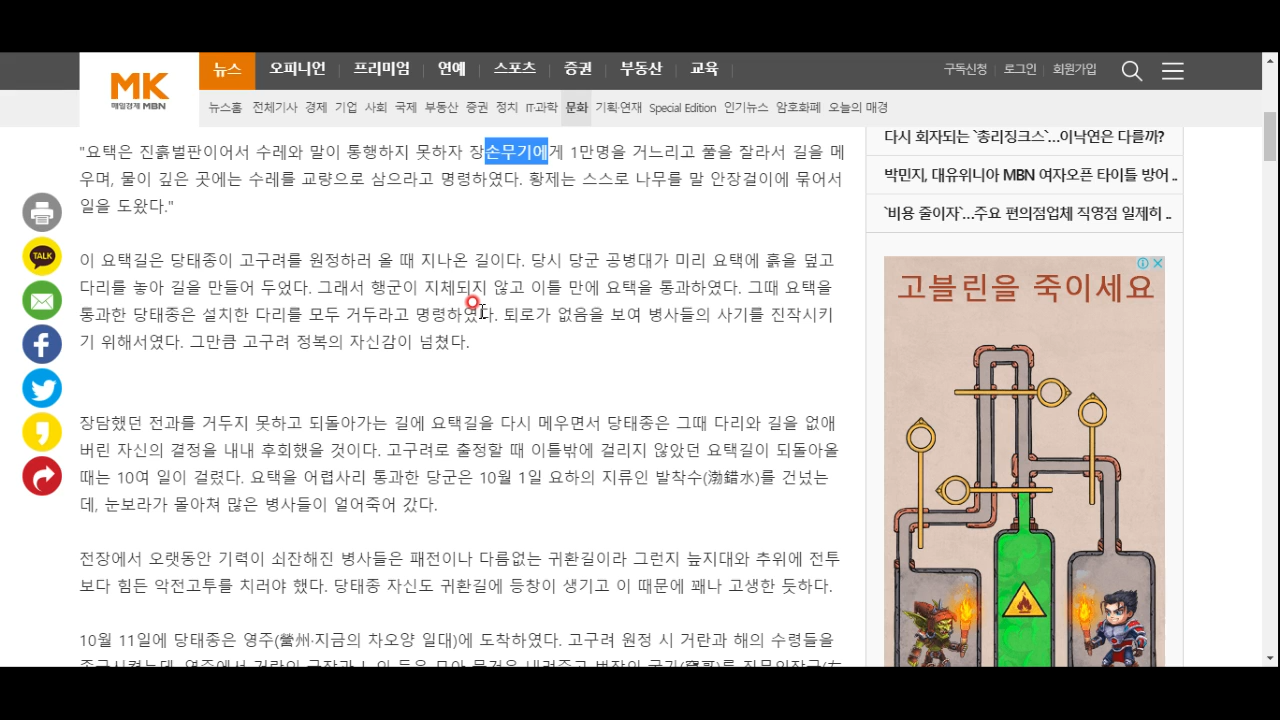 MK
매일경제 MBN
뉴스 오피니언 프리미엄 연예 스포츠 증권 부동산 교육
구독신청 로그인 회원가입
뉴스홈 전체기사 경제 기업 사회 국제 부동산 증권 정치 IT·과학 문화 기획·연재 Special Edition 인기뉴스 암호화폐 오늘의 매경
"요택은 진흙벌판이어서 수레와 말이 통행하지 못하자 장손무기에게 1만명을 거느리고 풀을 잘라서 길을 메
우며, 물이 깊은 곳에는 수레를 교량으로 삼으라고 명령하였다. 황제는 스스로 나무를 말 안장걸이에 묶어서
일을 도왔다."
이 요택길은 당태종이 고구려를 원정하러 올 때 지나온 길이다. 당시 당군 공병대가 미리 요택에 흙을 덮고
다리를 놓아 길을 만들어 두었다. 그래서 행군이 지체되지 않고 이틀 만에 요택을 통과하였다. 그때 요택을
통과한 당태종은 설치한 다리를 모두 거두라고 명령하였다. 퇴로가 없음을 보여 병사들의 사기를 진작시키
기 위해서였다. 그만큼 고구려 정복의 자신감이 넘쳤다.
장담했던 전과를 거두지 못하고 되돌아가는 길에 요택길을 다시 메우면서 당태종은 그때 다리와 길을 없애
버린 자신의 결정을 내내 후회했을 것이다. 고구려로 출정할 때 이틀밖에 걸리지 않았던 요택길이 되돌아올
때는 10여 일이 걸렸다. 요택을 어렵사리 통과한 당군은 10월 1일 요하의 지류인 발착수(渤錯水)를 건넜는
데, 눈보라가 몰아쳐 많은 병사들이 얼어죽어 갔다.
전장에서 오랫동안 기력이 쇠잔해진 병사들은 패전이나 다름없는 귀환길이라 그런지 늪지대와 추위에 전투
보다 힘든 악전고투를 치러야 했다. 당태종 자신도 귀환길에 등창이 생기고 이 때문에 꽤나 고생한 듯하다.
10월 11일에 당태종은 영주(營州·지금의 차오양 일대)에 도착하였다. 고구려 원정 시 거란과 해의 수령들을
다시 회자되는 `총리징크스`…이낙연은 다를까?
박민지, 대유위니아 MBN 여자오픈 타이틀 방어 ..
`비용 줄이자`…주요 편의점업체 직영점 일제히 ..
고블린을 죽이세요
TALK